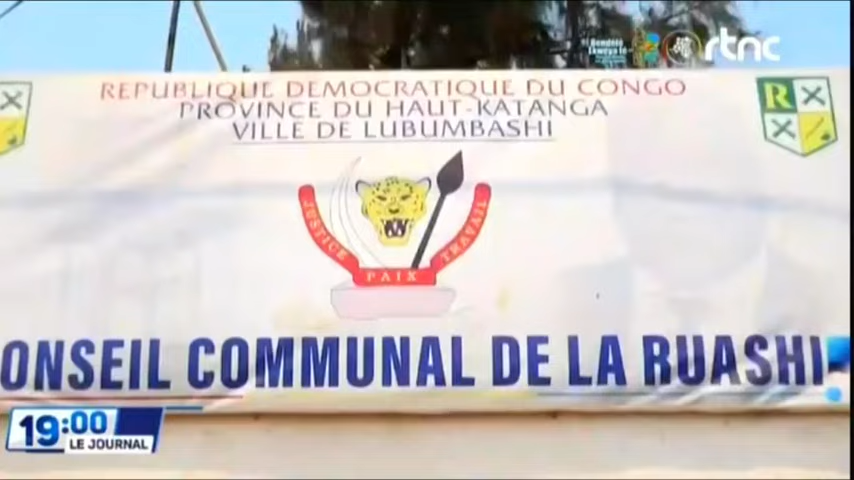 rtnc
REPUBLIQUE DEMOCRATIQUE DU CONGO
PROVINCE DU HAUT-KATANGA
VILLE DE LUBUMBASHI
R
JUSTICE
PAIX
TRAVAIL
ONSEIL COMMUNAL DE LA RUASHI
19:00
LE JOURNAL